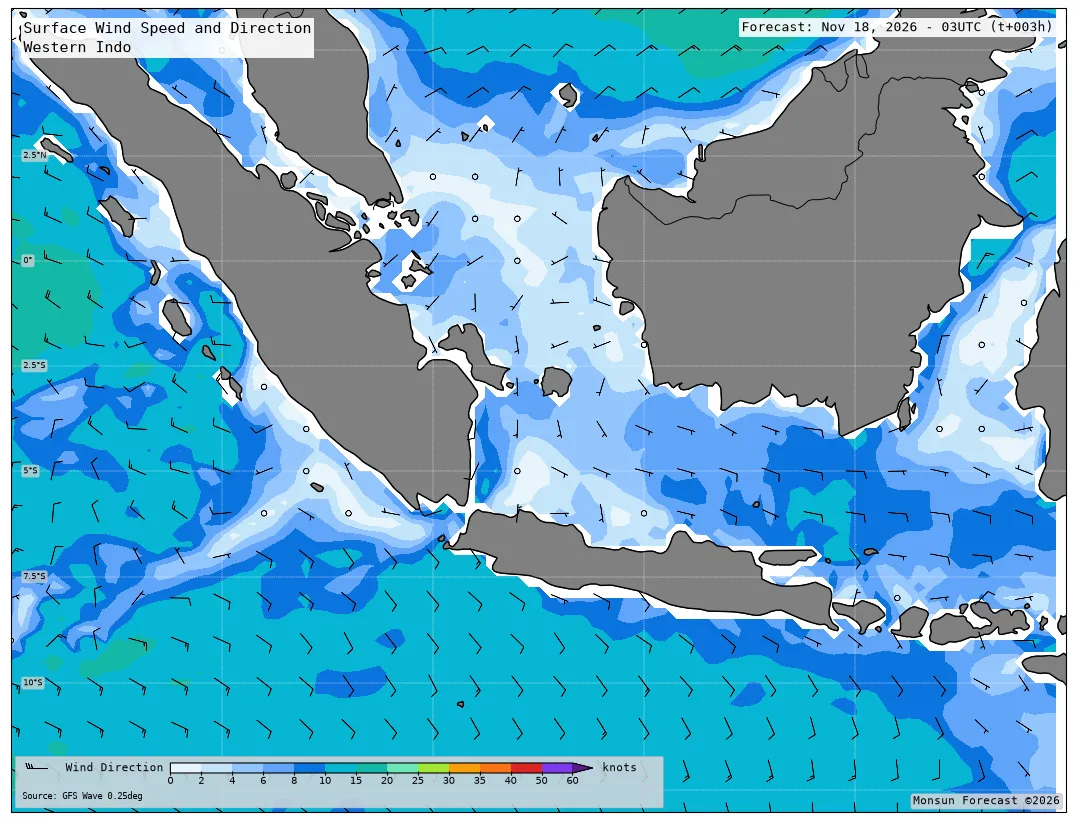 Surface Wind Speed and Direction
Western Indo
Forecast: Nov 18, 2026 - 03UTC (t+003h)
2.5°N
0°
2.5°S
5°S
7.5°S
10°S
Wind Direction
0 2 4 6 8 10 15 20 25 30 35 40 50 60
knots
Source: GFS Wave 0.25deg
Monsun Forecast ©2026